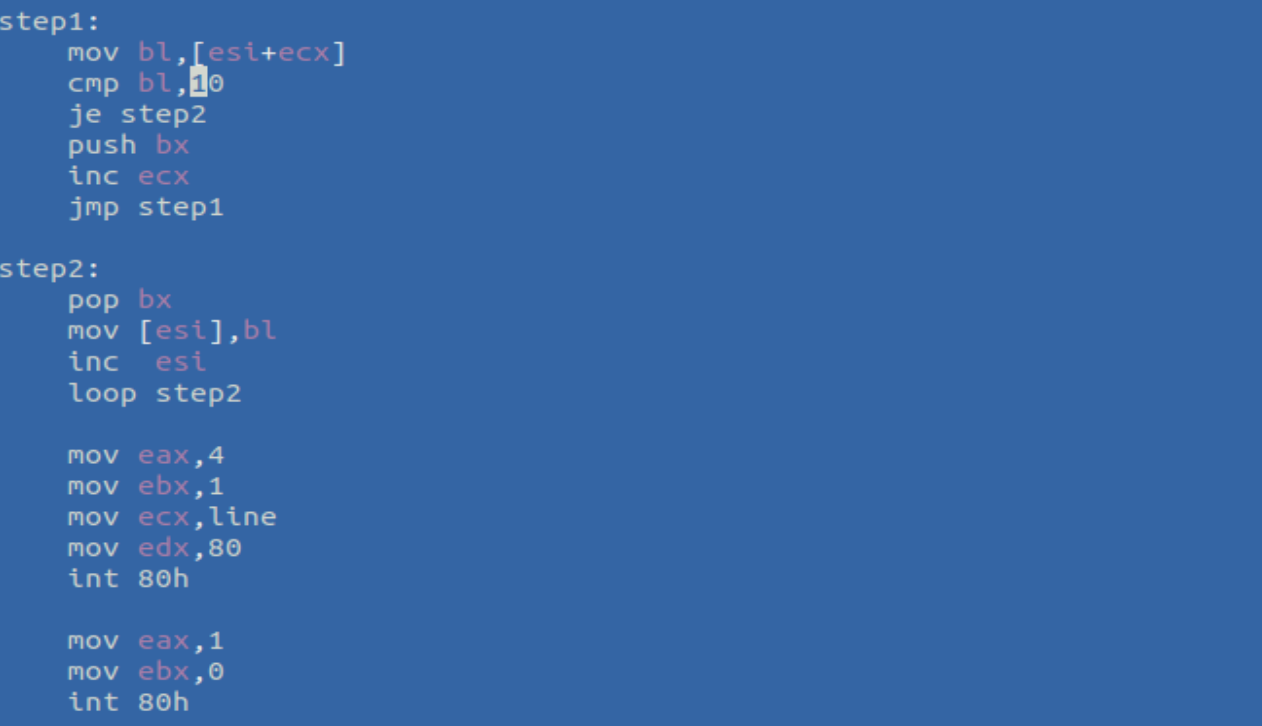 step1:
    mov bl,[esi+ecx]
    cmp bl,10
    je step2
    push bx
    inc ecx
    jmp step1

step2:
    pop bx
    mov [esi],bl
    inc  esi
    loop step2

    mov eax,4
    mov ebx,1
    mov ecx,line
    mov edx,80
    int 80h

    mov eax,1
    mov ebx,0
    int 80h